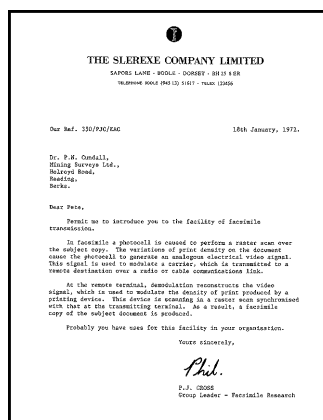 THE SLEREXE COMPANY LIMITED
SAPORS LANE - BOOLE - DORSET - BH 25 8 ER
TELEPHONE BOOLE (945 13) 51617 - TELEX 123456
Our Ref. 350/PJC/EAC
18th January, 1972.
Dr. P.N. Cundall,
Mining Surveys Ltd.,
Holroyd Road,
Reading,
Berks.
Dear Pete,
Permit me to introduce you to the facility of facsimile
transmission.
In facsimile a photocell is caused to perform a raster scan over
the subject copy. The variations of print density on the document
cause the photocell to generate an analogous electrical video signal.
This signal is used to modulate a carrier, which is transmitted to a
remote destination over a radio or cable communications link.
At the remote terminal, demodulation reconstructs the video
signal, which is used to modulate the density of print produced by a
printing device. This device is scanning in a raster scan synchronised
with that at the transmitting terminal. As a result, a facsimile
copy of the subject document is produced.
Probably you have uses for this facility in your organisation.
Yours sincerely,
Phil.
P.J. CROSS
Group Leader - Facsimile Research